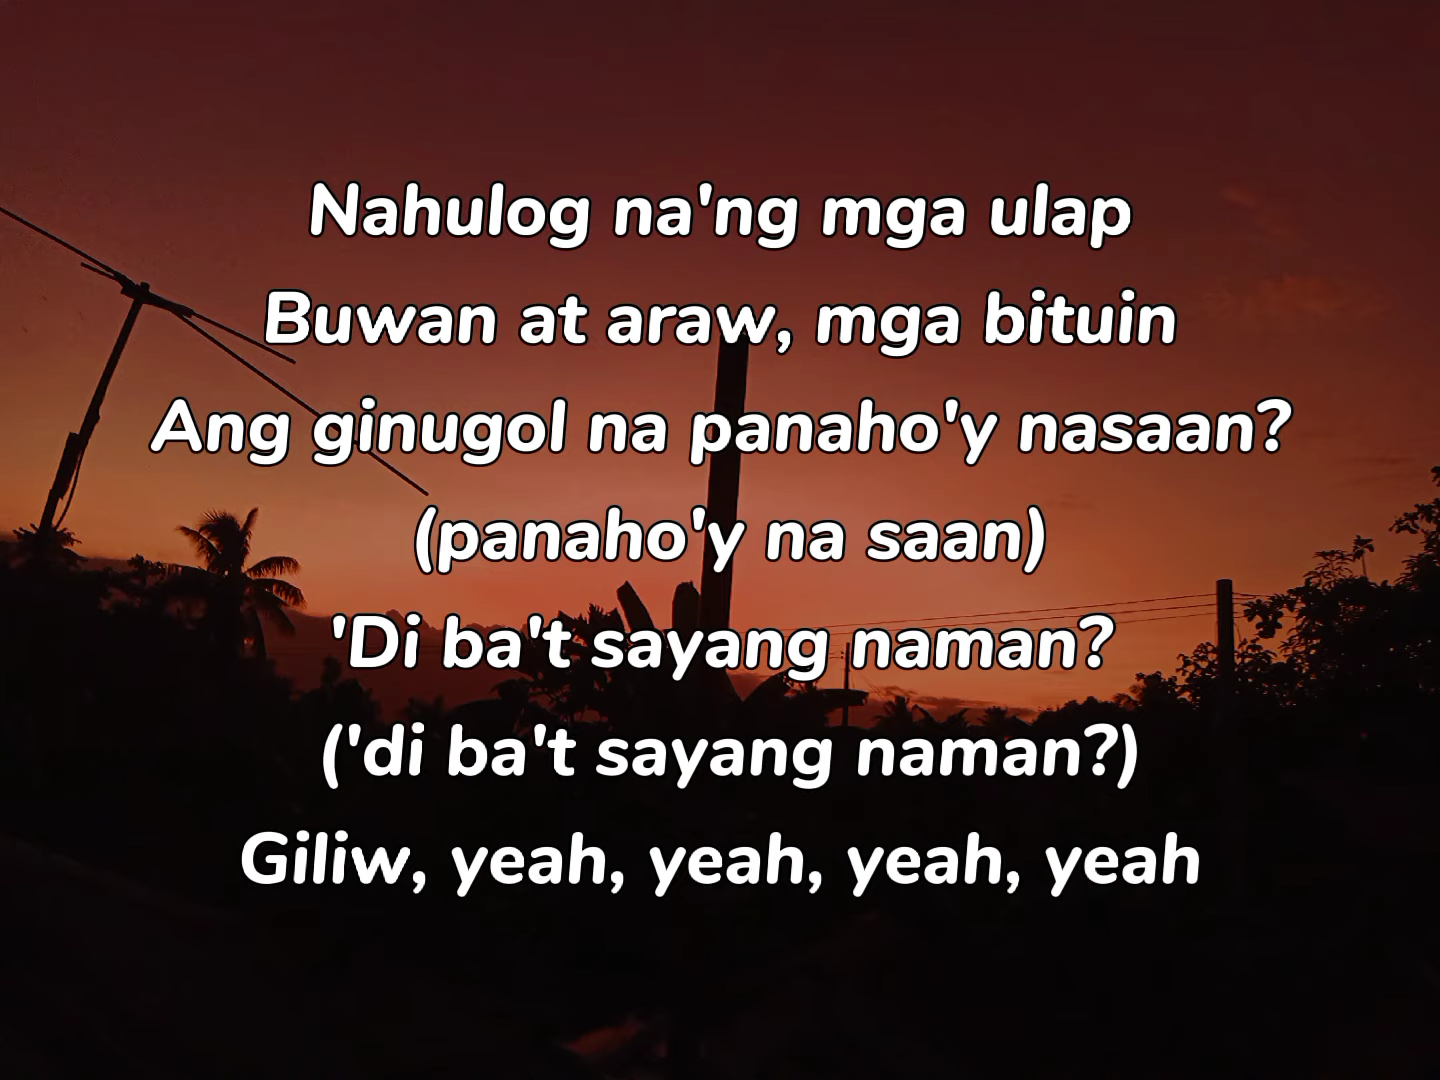 Nahulog na'ng mga ulap
Buwan at araw, mga bituin
Ang ginugol na panaho'y nasaan?
(panaho'y na saan)
'Di ba't sayang naman?
('di ba't sayang naman?)
Giliw, yeah, yeah, yeah, yeah